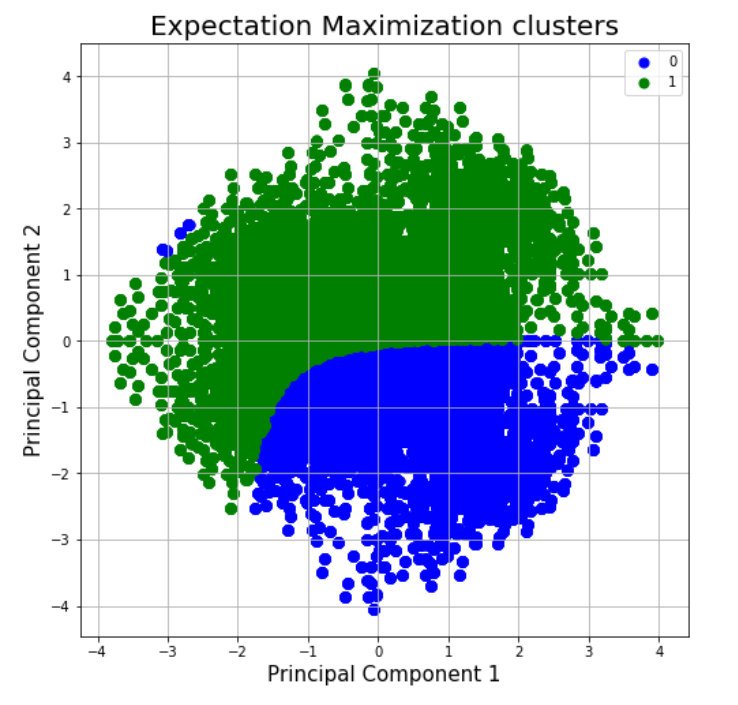 Expectation Maximization clusters
0
1
4
3
2
1
0
−1
−2
−3
−4
Principal Component 2
−4 −3 −2 −1 0 1 2 3 4
Principal Component 1